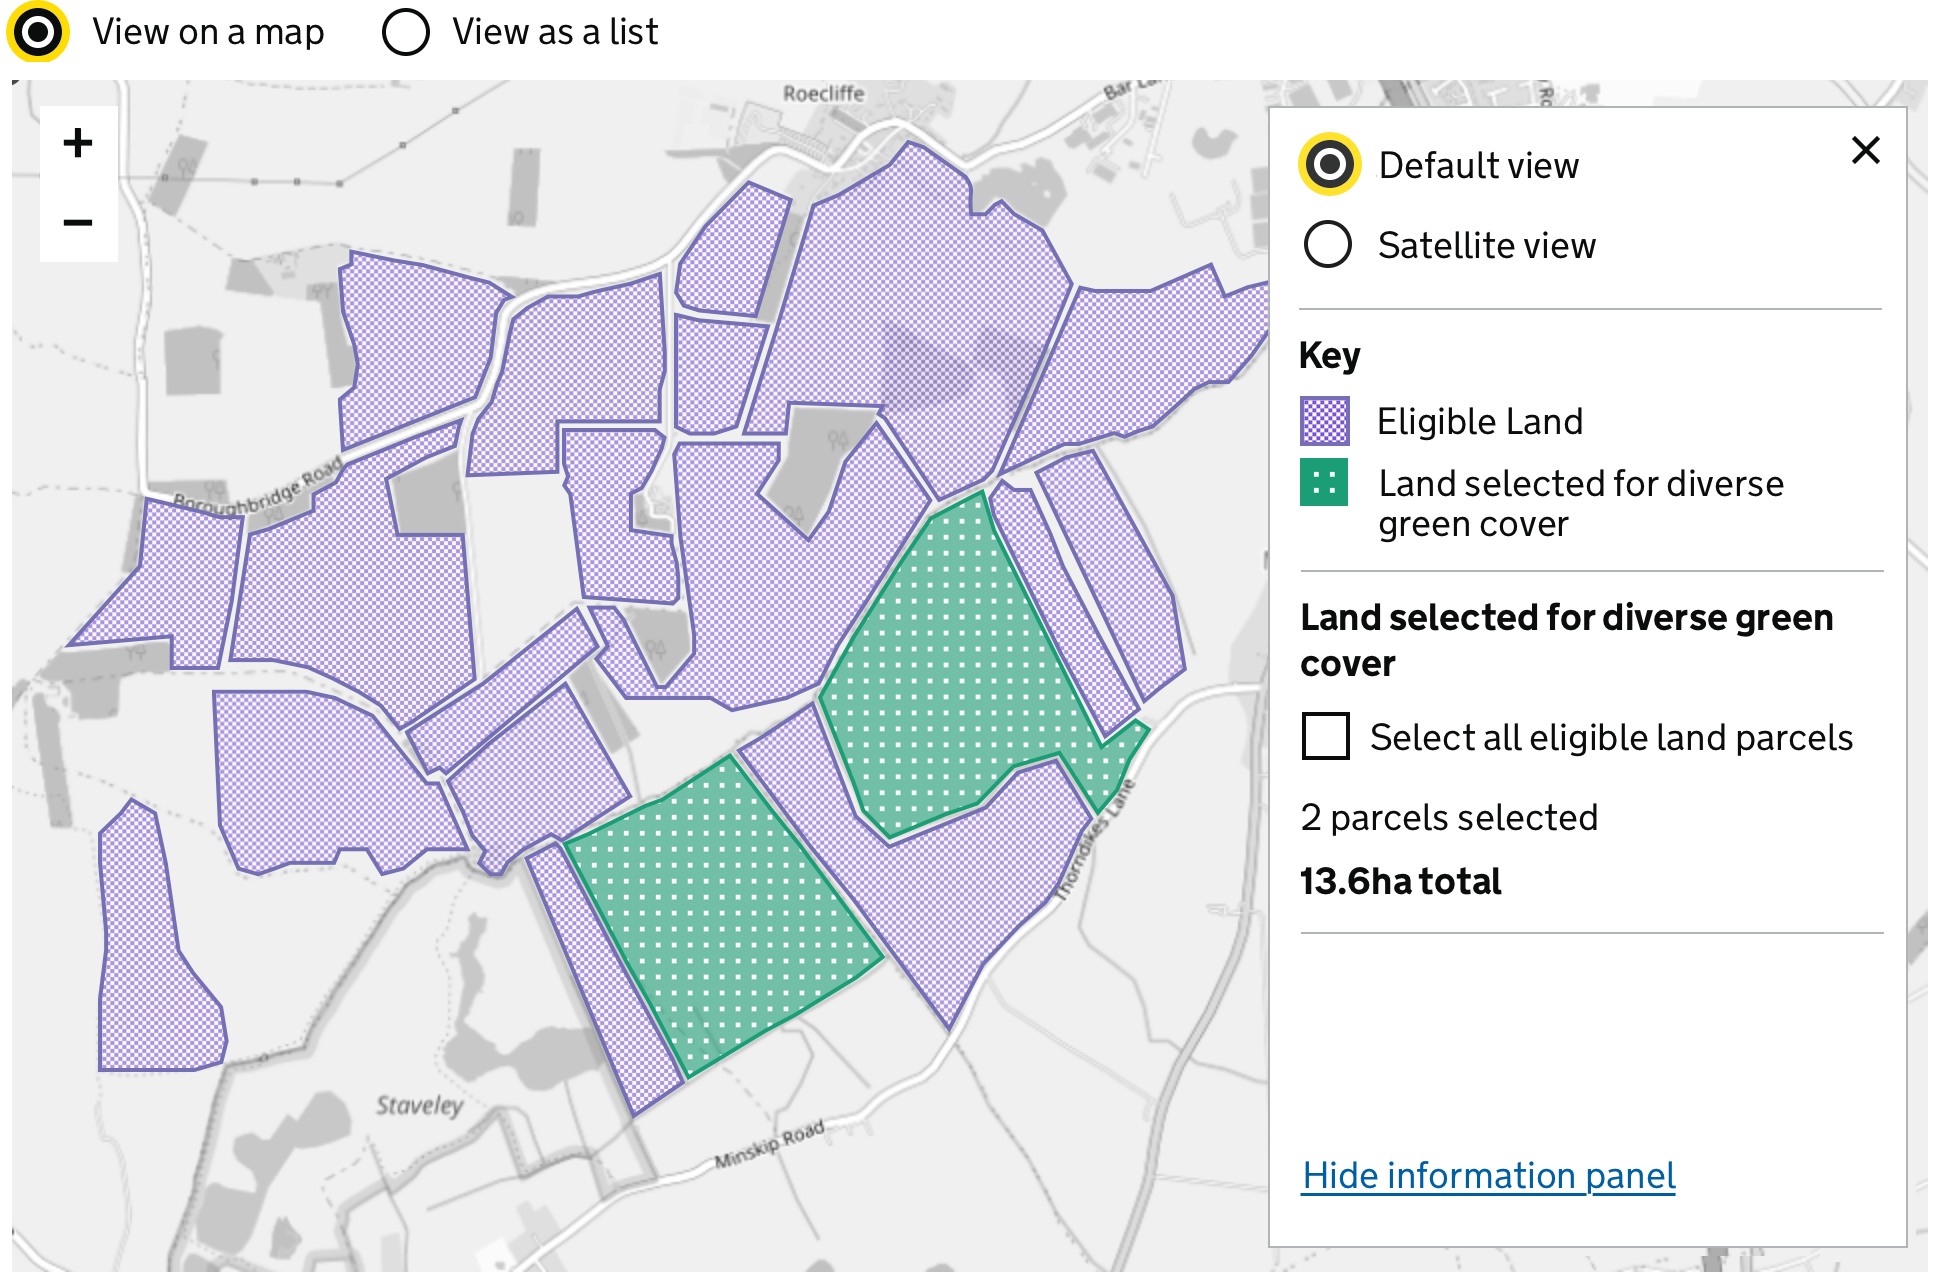 View on a map
View as a list
Roecliffe
+
−
Default view
Satellite view
Key
Eligible Land
Land selected for diverse
green cover
Boroughbridge Road
Land selected for diverse green
cover
Select all eligible land parcels
2 parcels selected
13.6ha total
Thorndikes Lane
Staveley
Minskip Road
Hide information panel